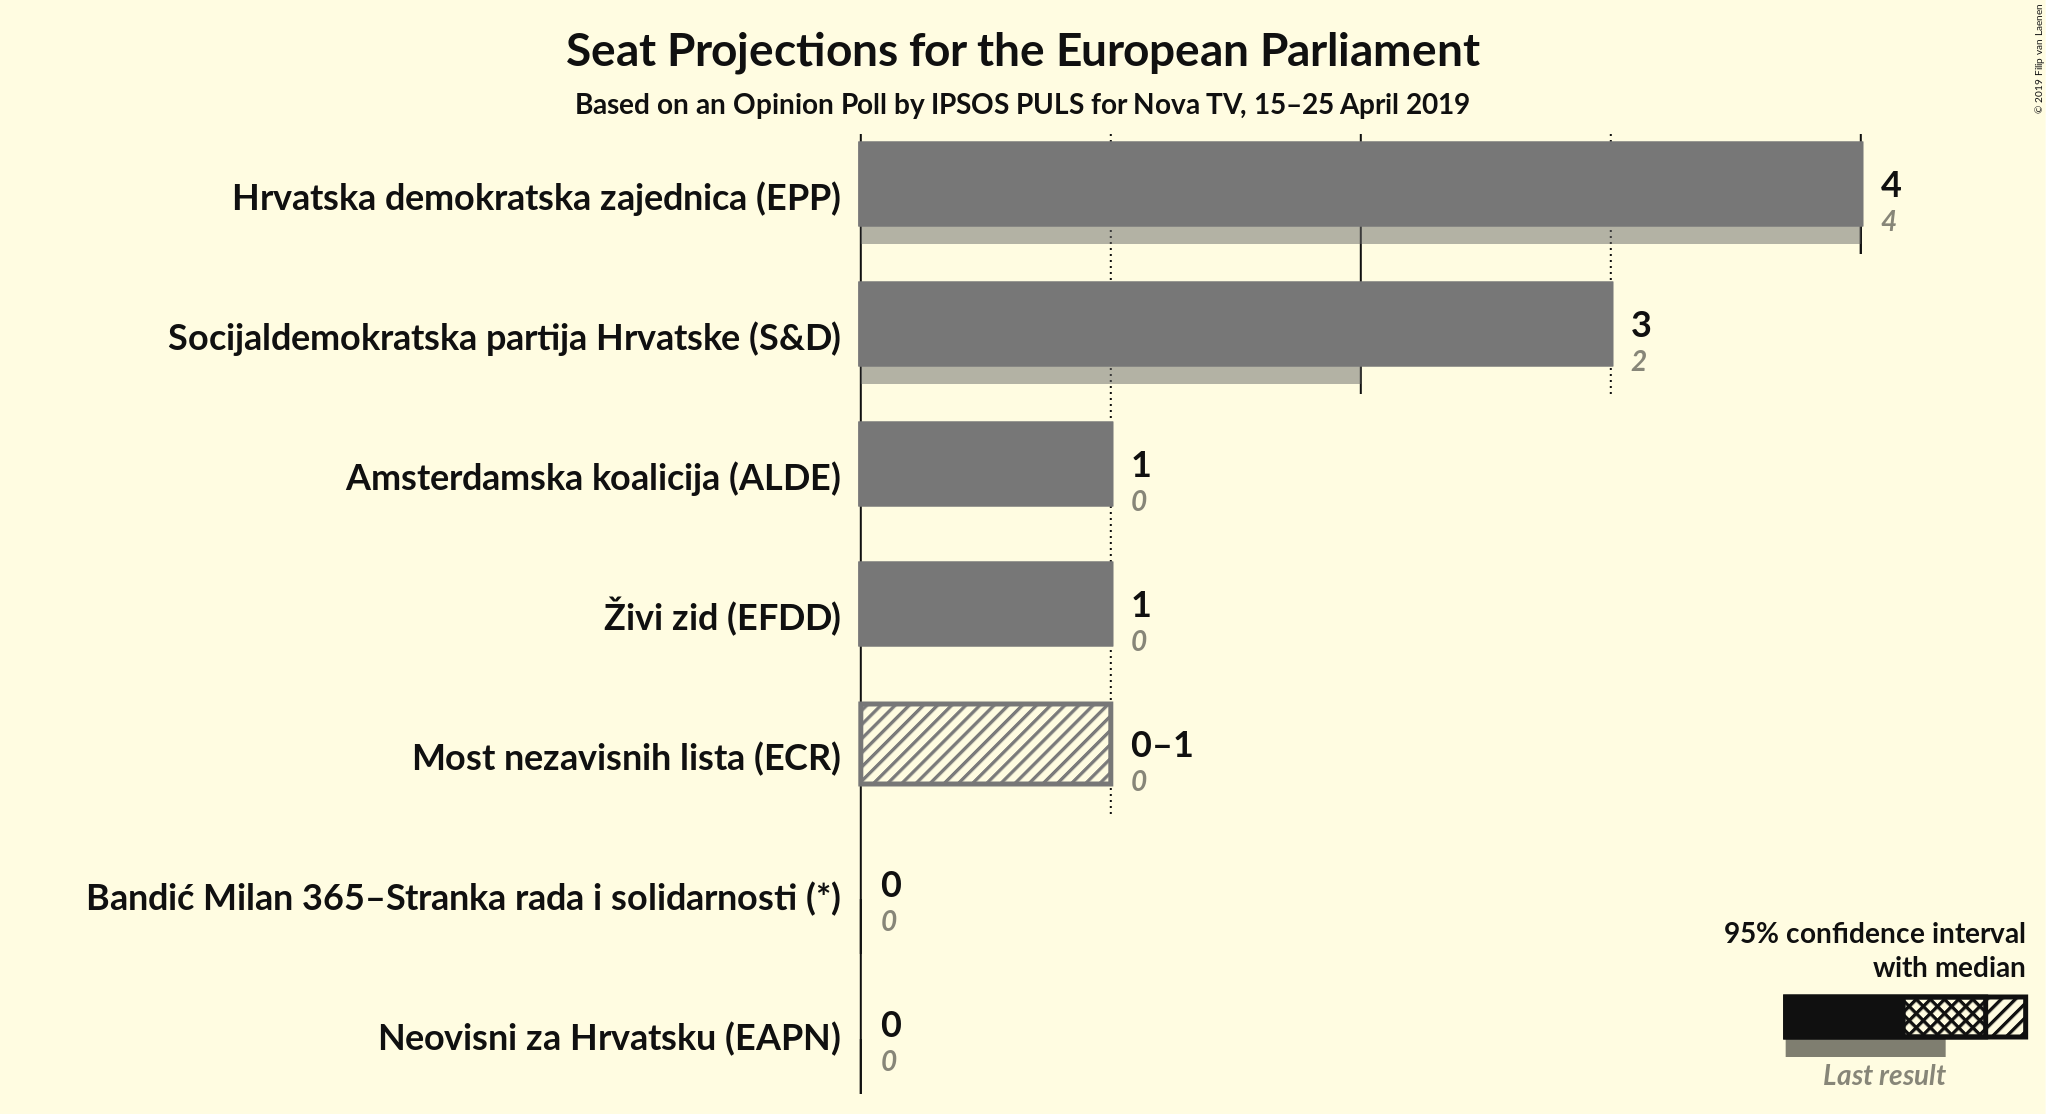 Seat Projections for the European Parliament
Based on an Opinion Poll by IPSOS PULS for Nova TV, 15–25 April 2019
© 2019 Filip van Laenen
Hrvatska demokratska zajednica (EPP)
4
4
Socijaldemokratska partija Hrvatske (S&D)
3
2
Amsterdamska koalicija (ALDE)
1
0
Živi zid (EFDD)
1
0
Most nezavisnih lista (ECR)
0–1
0
Bandić Milan 365–Stranka rada i solidarnosti (*)
0
0
Neovisni za Hrvatsku (EAPN)
0
0
95% confidence interval
with median
Last result